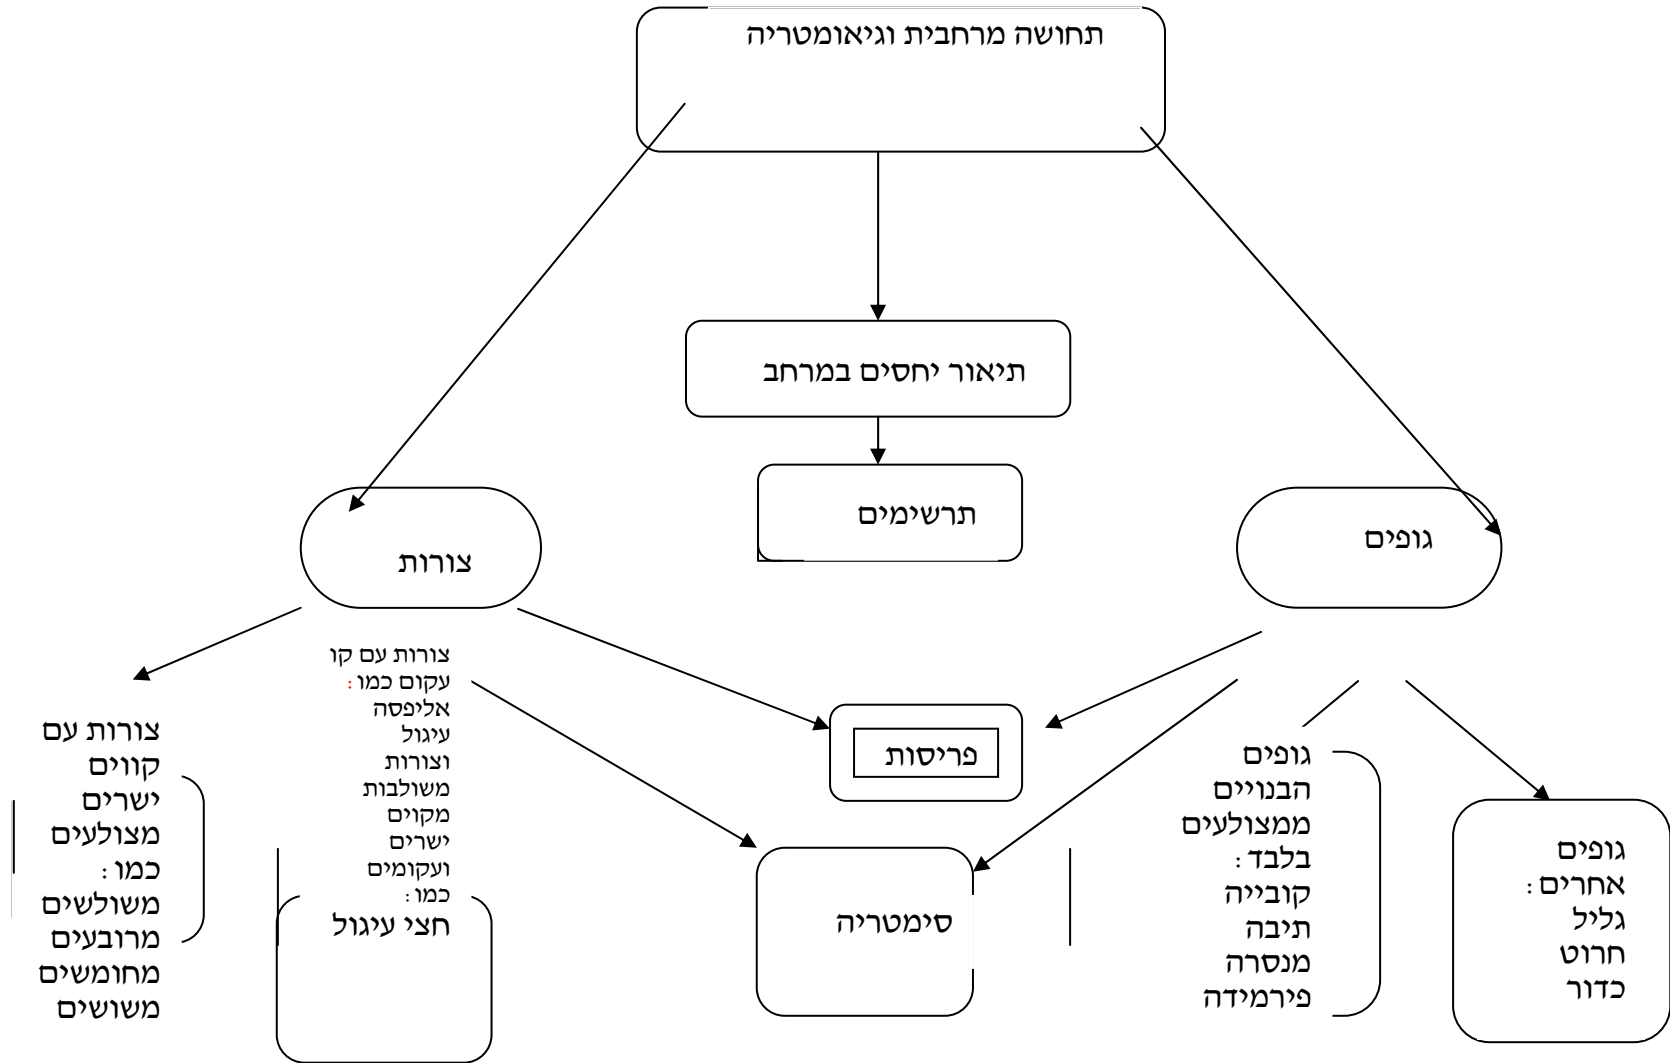 תחושה מרחבית וגיאומטריה
תיאור יחסים במרחב
תרשימים
גופים
צורות
גופים
אחרים:
גליל
חרוט
כדור
גופים
הבנויים
ממצולעים
בלבד:
קובייה
תיבה
מנסרה
פירמידה
פריסות
סימטריה
צורות עם קו
עקום כמו:
אליפסה
עיגול
וצורות
משולבות
מקוים
ישרים
ועקומים
כמו:
חצי עיגול
צורות עם
קווים
ישרים
מצולעים
כמו:
משולשים
מרובעים
מחומשים
משושים